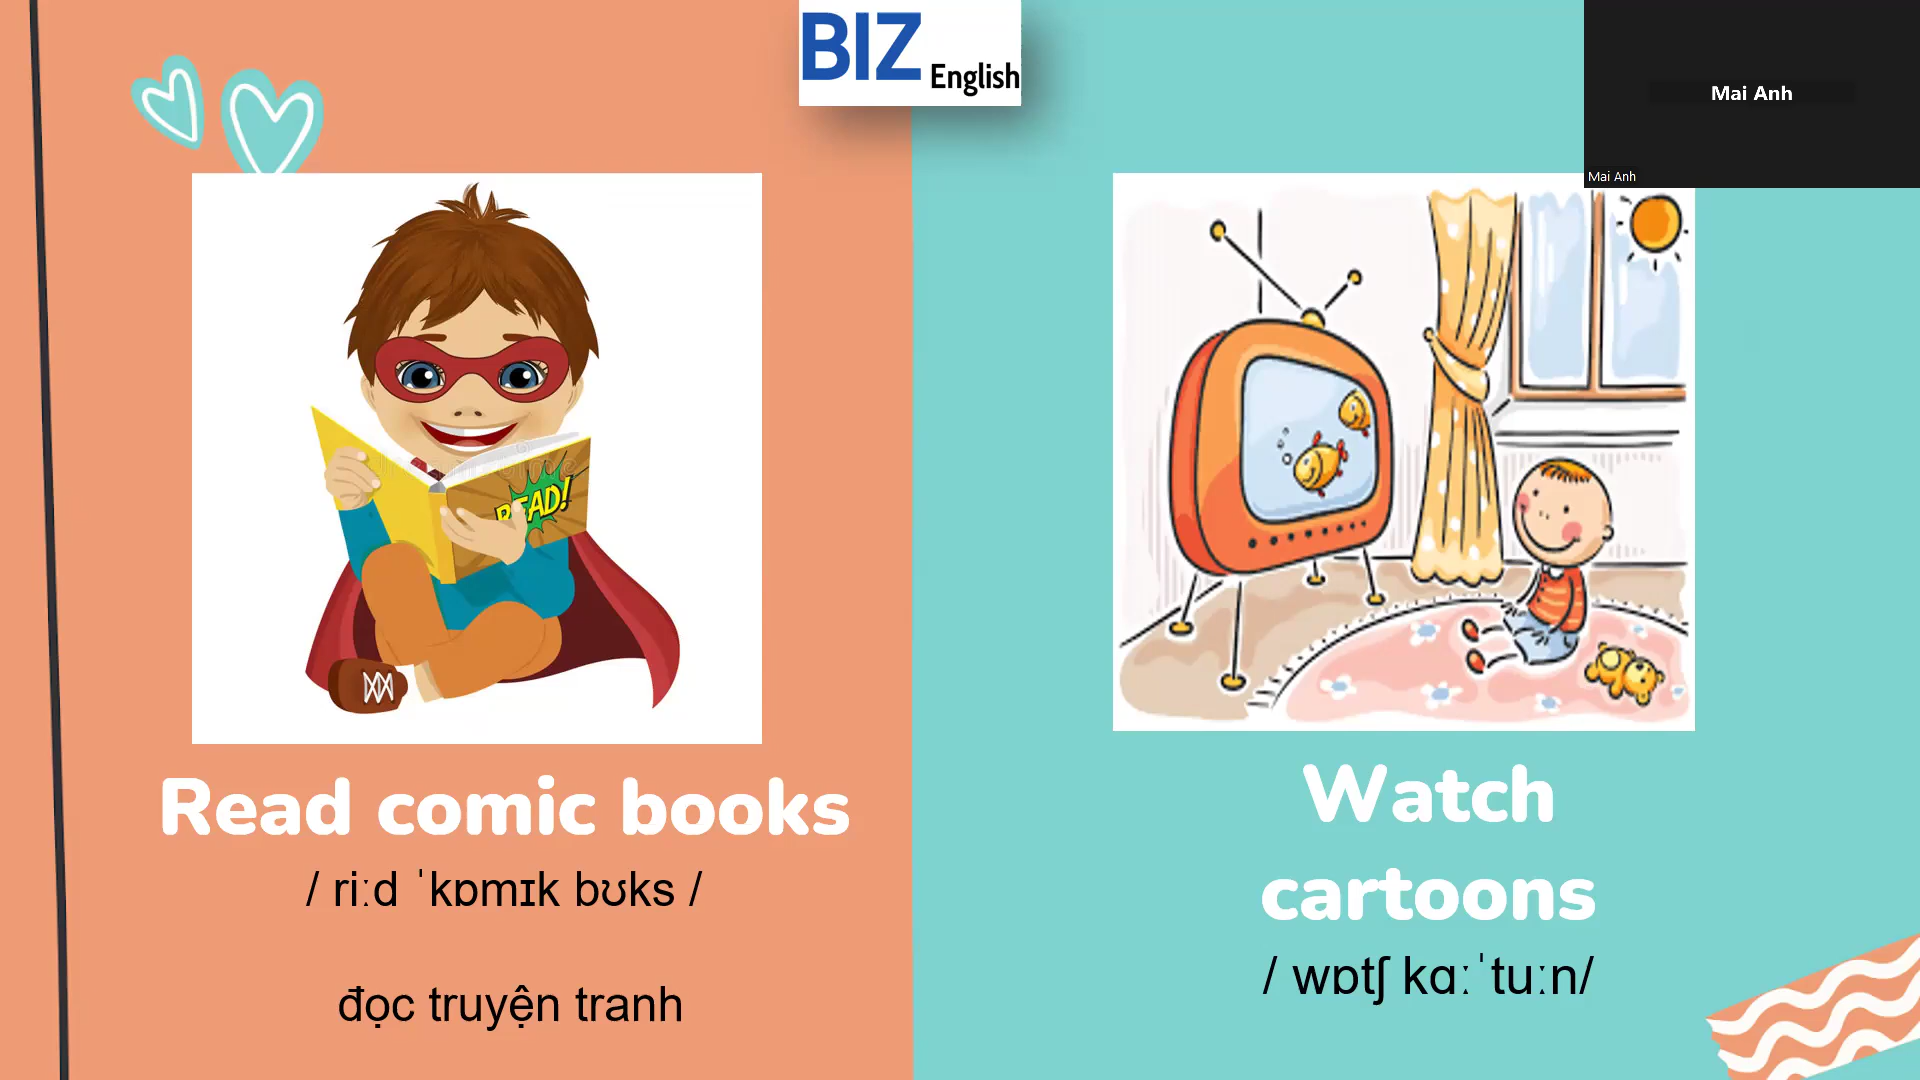 BIZ
English
Mai Anh
Mai Anh
READ!
Read comic books
/ riːd ˈkɒmɪk bʊks /
đọc truyện tranh
Watch
cartoons
/ wɒtʃ kɑːˈtuːn/